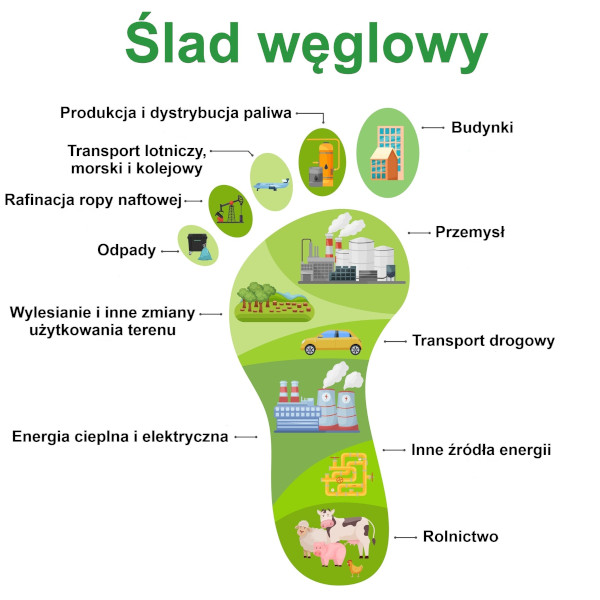 Ślad węglowy
Produkcja i dystrybucja paliwa
Budynki
Transport lotniczy,
morski i kolejowy
Rafinacja ropy naftowej
Przemysł
Odpady
Wylesianie i inne zmiany
użytkowania terenu
Transport drogowy
Energia cieplna i elektryczna
Inne źródła energii
Rolnictwo